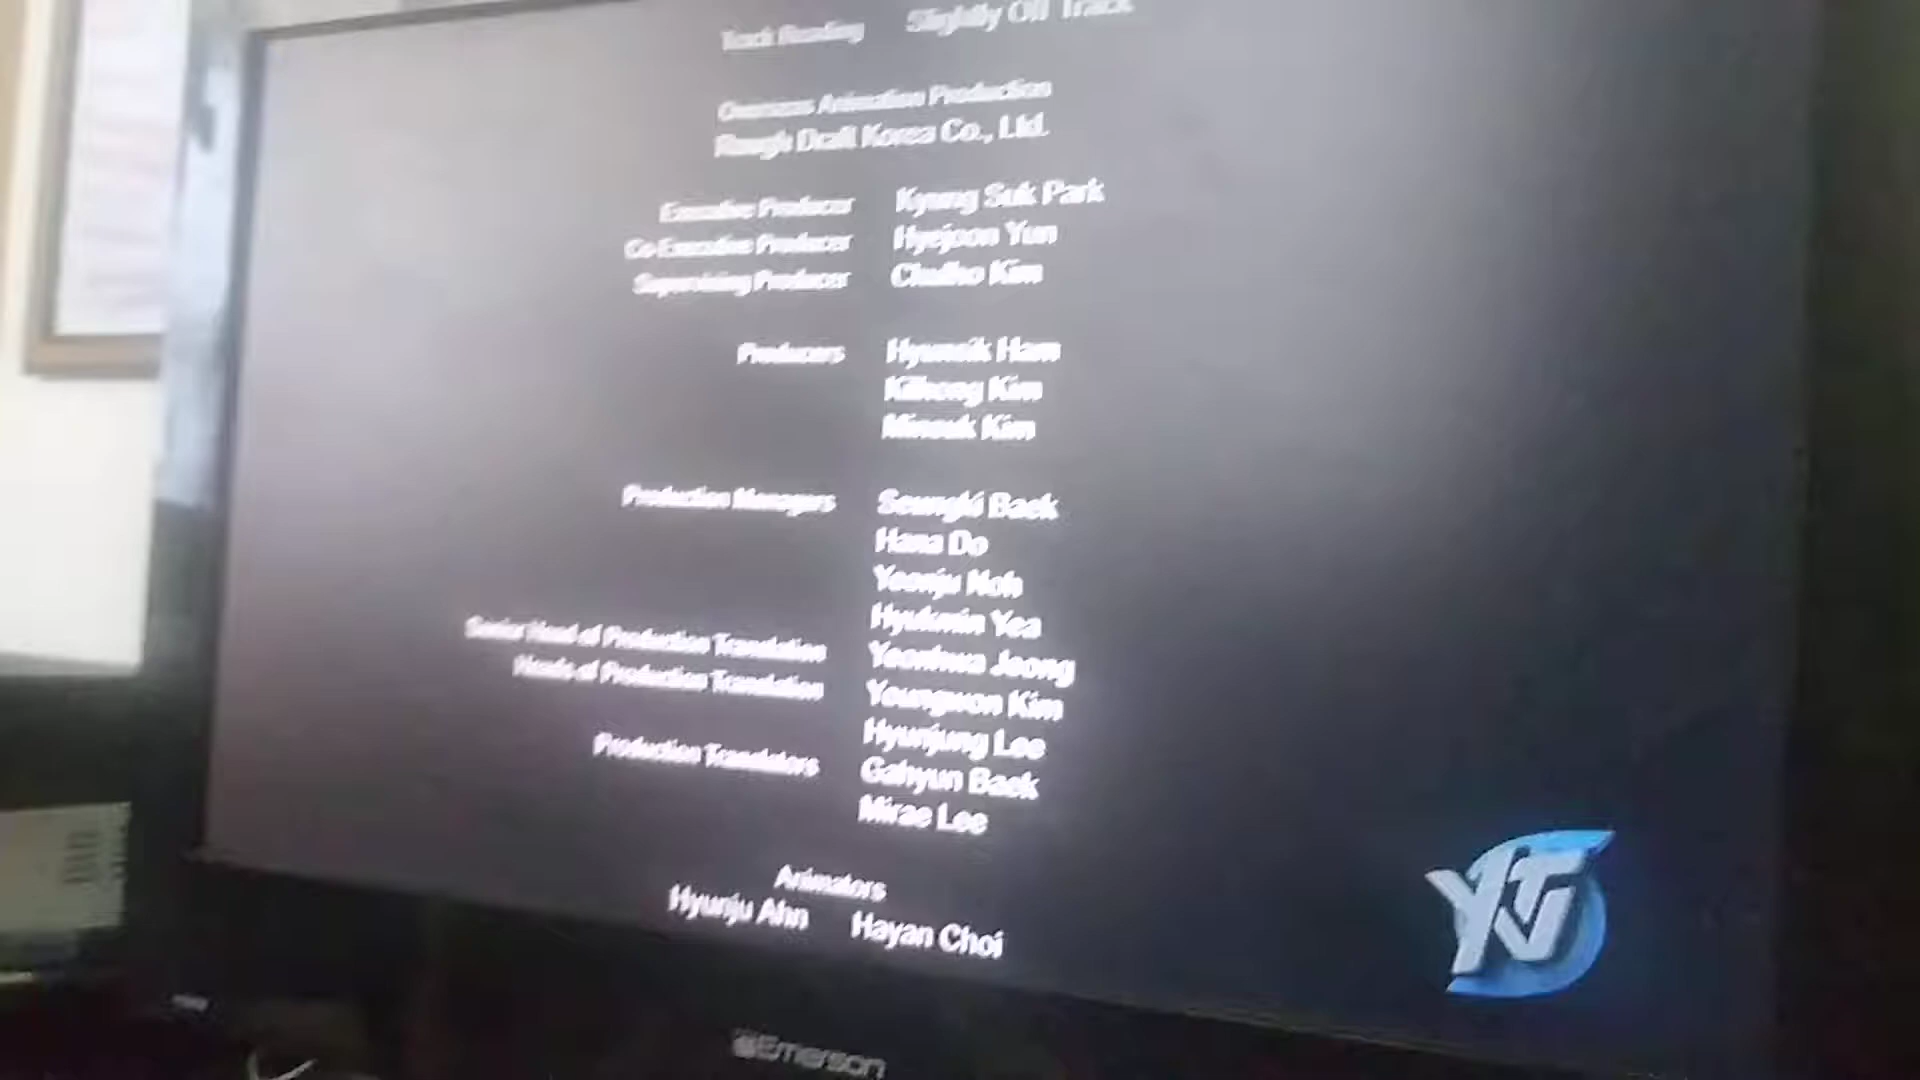 Track Reading Slightly Off Track
Overseas Animation Production
Rough Draft Korea Co., Ltd.
Executive Producer Kyung Suk Park
Co-Executive Producer Hyejoon Yun
Supervising Producer Chulho Kim
Producers Hyunsik Ham
Kilhong Kim
Minsuk Kim
Production Managers Seungki Baek
Hana Do
Yeonju Noh
Hyukmin Yea
Senior Head of Production Translation Yeonhwa Jeong
Heads of Production Translation Youngwon Kim
Hyunjung Lee
Production Translators Gahyun Baek
Mirae Lee
Animators
Hyunju Ahn Hayan Choi
YTV
Emerson